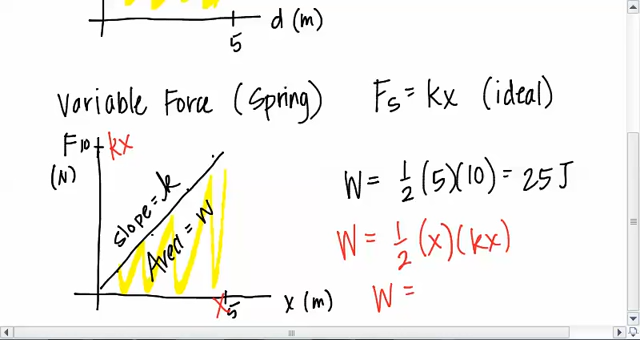 d (m)
5
Variable Force (Spring)
Fs = kx (ideal)
F 10 kx
(N)
slope = k
Area = W
x 5
x (m)
W = 1/2 (5)(10) = 25 J
W = 1/2 (x)(kx)
W =